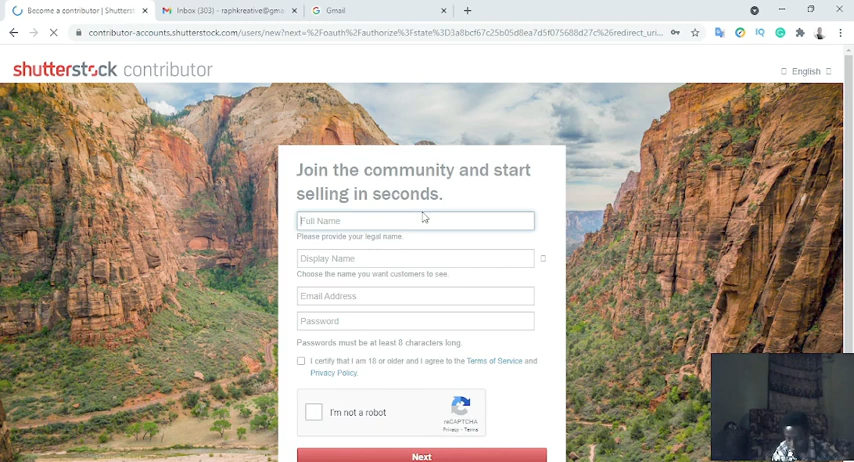 Become a contributor | Shutterst
Inbox (303) - raphkreative@gma
Gmail
contributor-accounts.shutterstock.com/users/new?next=%2Foauth%2Fauthorize%3Fstate%3D3a8bcf67c25b05d8ea7d5f075688d27c%26redirect_uri...
shutterstock contributor
English
Join the community and start
selling in seconds.
Full Name
Please provide your legal name.
Display Name
Choose the name you want customers to see.
Email Address
Password
Passwords must be at least 8 characters long.
I certify that I am 18 or older and I agree to the Terms of Service and
Privacy Policy.
I'm not a robot
reCAPTCHA
Privacy - Terms
Next